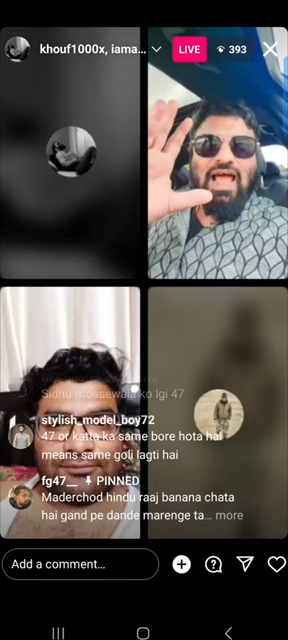 khouf1000x, iama...
LIVE
393
Sidhu mossewala ko lgi 47
stylish_model_boy72
47 or katta ka same bore hota hai
means same goli lagti hai
fg47__ PINNED
Maderchod hindu raaj banana chata
hai gand pe dande marenge ta... more
Add a comment...